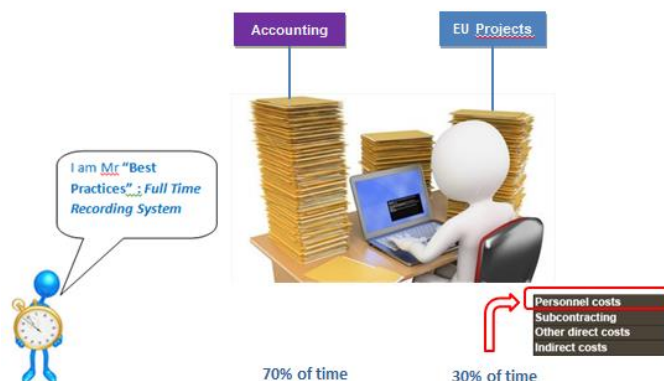 Accounting
EU Projects
I am Mr “Best
Practices” : Full Time
Recording System
Personnel costs
Subcontracting
Other direct costs
Indirect costs
70% of time
30% of time